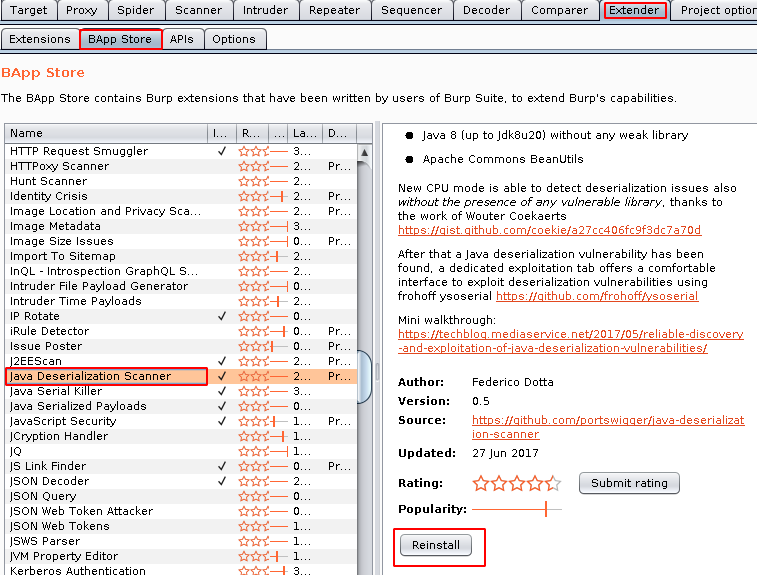 Target Proxy Spider Scanner Intruder Repeater Sequencer Decoder Comparer Extender Project option
Extensions BApp Store APIs Options
BApp Store
The BApp Store contains Burp extensions that have been written by users of Burp Suite, to extend Burp's capabilities.
Name I... R... ... La... D...
HTTP Request Smuggler ✓ 3...
HTTPoxy Scanner 2... Pr...
Hunt Scanner 2...
Identity Crisis 2... Pr...
Image Location and Privacy Sca... 2... Pr...
Image Metadata 3...
Image Size Issues 0... Pr...
Import To Sitemap 2...
InQL - Introspection GraphQL S... 2...
Intruder File Payload Generator 0...
Intruder Time Payloads 2...
IP Rotate ✓ 0...
iRule Detector 0... Pr...
Issue Poster 0... Pr...
J2EEScan ✓ 2... Pr...
Java Deserialization Scanner ✓ 2... Pr...
Java Serial Killer ✓ 3...
Java Serialized Payloads ✓ 0...
JavaScript Security ✓ 0... Pr...
JCryption Handler 1...
JQ 1...
JS Link Finder ✓ 0... Pr...
JSON Decoder ✓ 2...
JSON Query 0...
JSON Web Token Attacker 0...
JSON Web Tokens 1...
JSWS Parser 1...
JVM Property Editor 1...
Kerberos Authentication 3...
● Java 8 (up to Jdk8u20) without any weak library
● Apache Commons BeanUtils
New CPU mode is able to detect deserialization issues also
without the presence of any vulnerable library, thanks to
the work of Wouter Coekaerts
https://gist.github.com/coekie/a27cc406fc9f3dc7a70d
After that a Java deserialization vulnerability has been
found, a dedicated exploitation tab offers a comfortable
interface to exploit deserialization vulnerabilities using
frohoff ysoserial https://github.com/frohoff/ysoserial
Mini walkthrough:
https://techblog.mediaservice.net/2017/05/reliable-discovery
-and-exploitation-of-java-deserialization-vulnerabilities/
Author: Federico Dotta
Version: 0.5
Source: https://github.com/portswigger/java-deserializat
ion-scanner
Updated: 27 Jun 2017
Rating: Submit rating
Popularity:
Reinstall